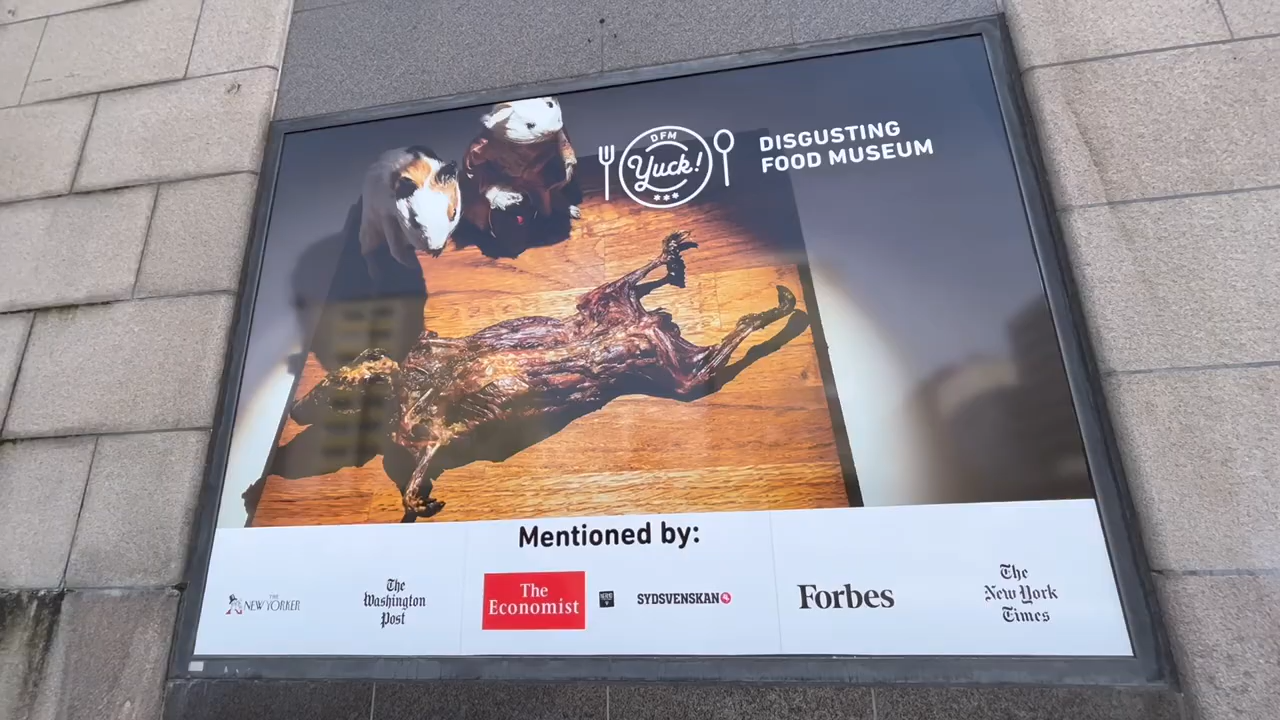 DFM
Yuck!
***
DISGUSTING
FOOD MUSEUM
Mentioned by:
THE
NEW YORKER
The
Washington
Post
The
Economist
SYDSVENSKAN
Forbes
The
New York
Times